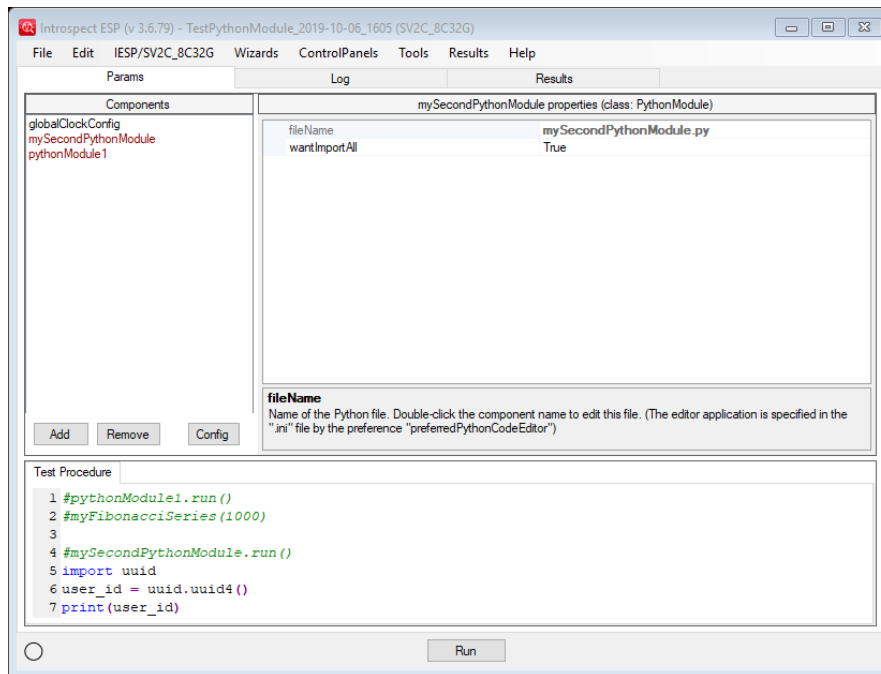 Introspect ESP (v 3.6.79) - TestPythonModule_2019-10-06_1605 (SV2C_8C32G)
File Edit IESP/SV2C_8C32G Wizards ControlPanels Tools Results Help
Params Log Results
Components
globalClockConfig
mySecondPythonModule
pythonModule1
Add Remove Config
mySecondPythonModule properties (class: PythonModule)
fileName mySecondPythonModule.py
wantImportAll True
fileName
Name of the Python file. Double-click the component name to edit this file. (The editor application is specified in the
".ini" file by the preference "preferredPythonCodeEditor")
Test Procedure
1 #pythonModule1.run()
2 #myFibonacciSeries(1000)
3
4 #mySecondPythonModule.run()
5 import uuid
6 user_id = uuid.uuid4()
7 print(user_id)
Run